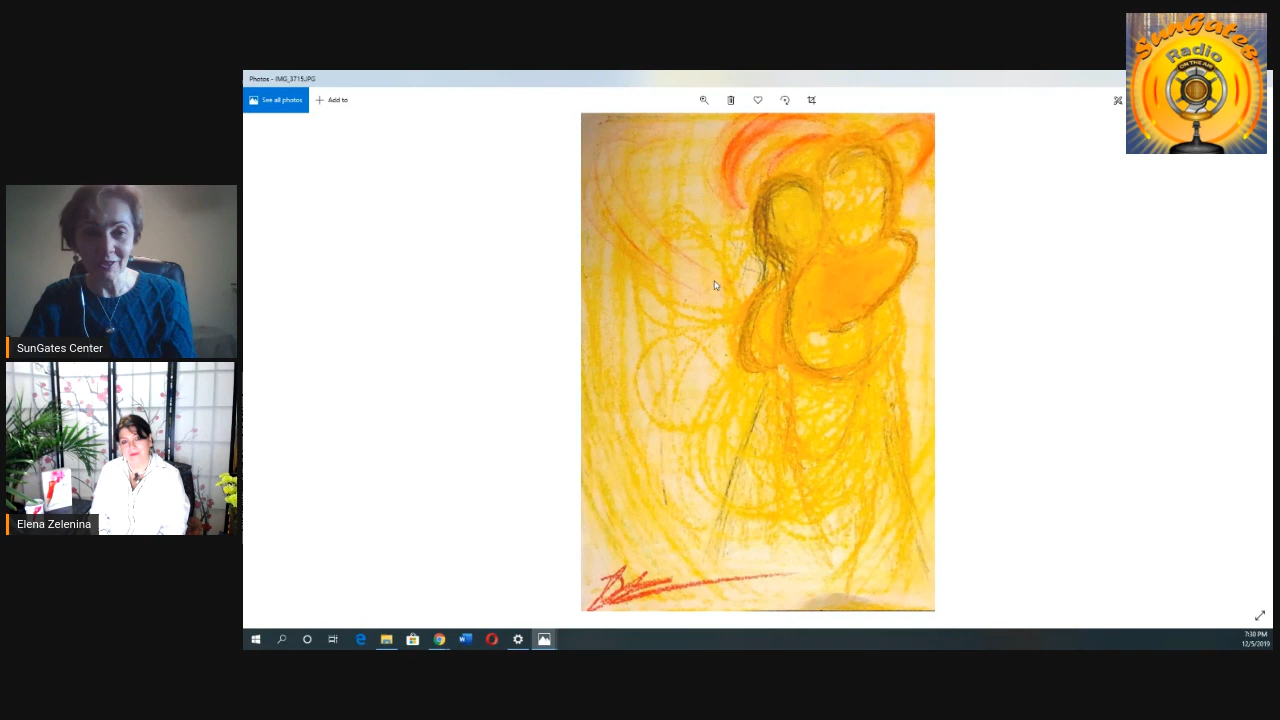 SunGates
Radio
ON THE AIR
Photos - IMG_3715.JPG
See all photos
Add to
SunGates Center
Elena Zelenina
7:30 PM
12/5/2019